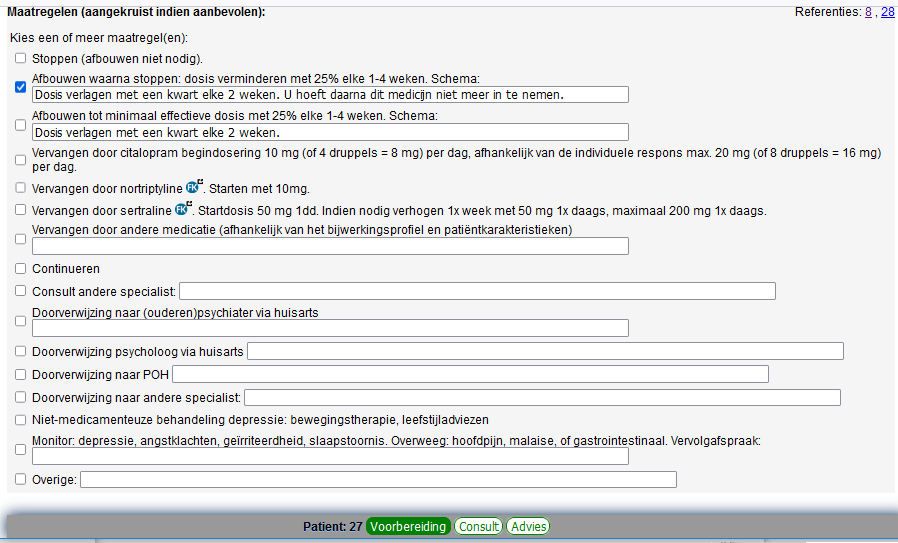 Maatregelen (aangekruist indien aanbevolen):
Referenties: 8 , 28
Kies een of meer maatregel(en):
Stoppen (afbouwen niet nodig).
Afbouwen waarna stoppen: dosis verminderen met 25% elke 1-4 weken. Schema:
Dosis verlagen met een kwart elke 2 weken. U hoeft daarna dit medicijn niet meer in te nemen.
Afbouwen tot minimaal effectieve dosis met 25% elke 1-4 weken. Schema:
Dosis verlagen met een kwart elke 2 weken.
Vervangen door citalopram begindosering 10 mg (of 4 druppels = 8 mg) per dag, afhankelijk van de individuele respons max. 20 mg (of 8 druppels = 16 mg)
per dag.
Vervangen door nortriptyline FK. Starten met 10mg.
Vervangen door sertraline FK. Startdosis 50 mg 1dd. Indien nodig verhogen 1x week met 50 mg 1x daags, maximaal 200 mg 1x daags.
Vervangen door andere medicatie (afhankelijk van het bijwerkingsprofiel en patiëntkarakteristieken)
Continueren
Consult andere specialist:
Doorverwijzing naar (ouderen)psychiater via huisarts
Doorverwijzing psycholoog via huisarts
Doorverwijzing naar POH
Doorverwijzing naar andere specialist:
Niet-medicamenteuze behandeling depressie: bewegingstherapie, leefstijladviezen
Monitor: depressie, angstklachten, geïrriteerdheid, slaapstoornis. Overweeg: hoofdpijn, malaise, of gastrointestinaal. Vervolgafspraak:
Overige:
Patient: 27 Voorbereiding Consult Advies